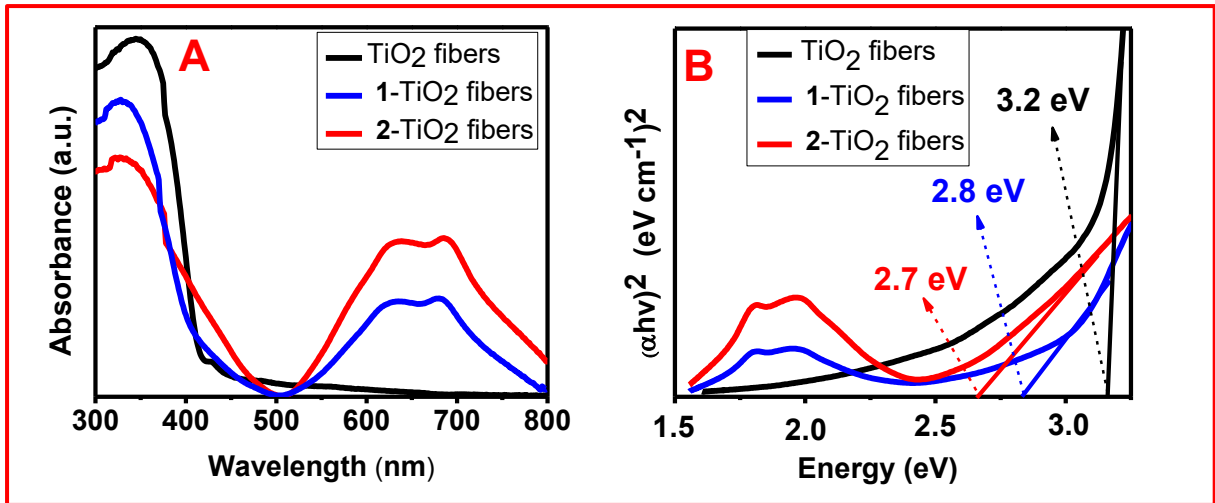 A
TiO2 fibers
1-TiO2 fibers
2-TiO2 fibers
Absorbance (a.u.)
300 400 500 600 700 800
Wavelength (nm)
B
TiO2 fibers
1-TiO2 fibers
2-TiO2 fibers
3.2 eV
2.8 eV
2.7 eV
(αhν)2 (eV cm-1)2
1.5 2.0 2.5 3.0
Energy (eV)